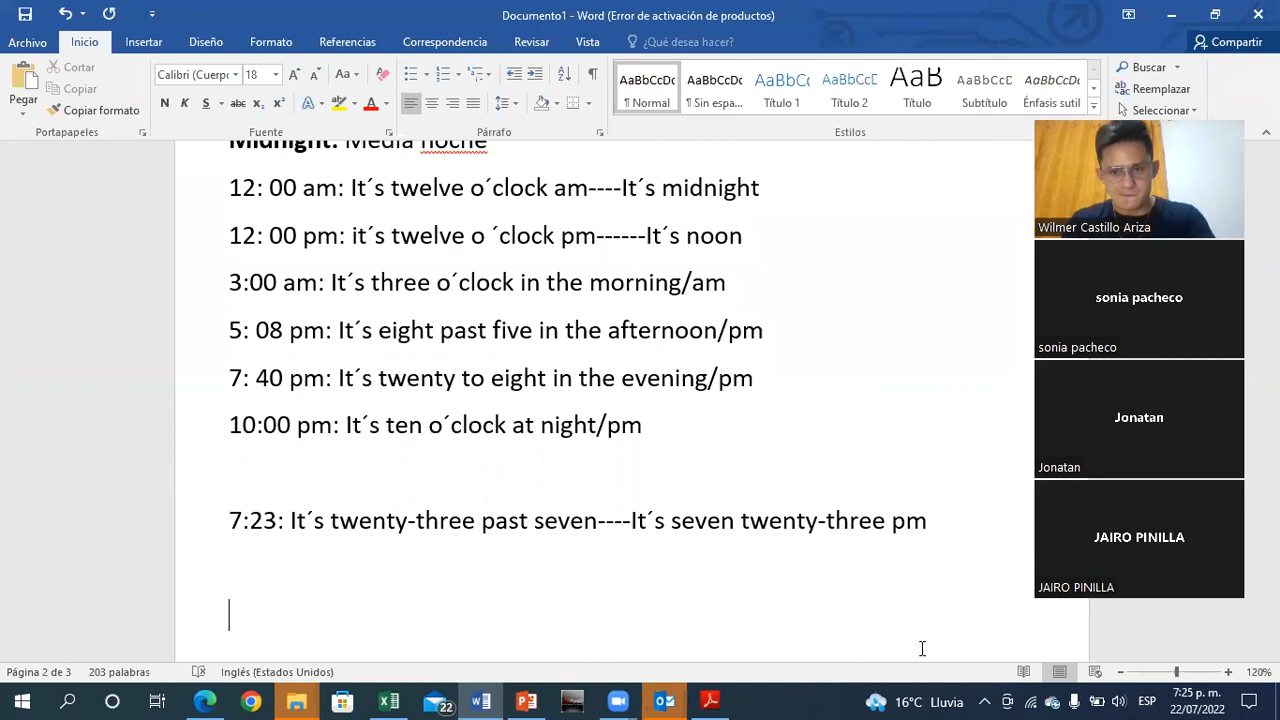 Documento1 - Word (Error de activación de productos)
Archivo Inicio Insertar Diseño Formato Referencias Correspondencia Revisar Vista ¿Qué desea hacer? Compartir
Pegar
Cortar
Copiar
Copiar formato
Portapapeles
Calibri (Cuerpo 18
Aa
N K S abc x₂ x²
Fuente
Párrafo
AaBbCcDc AaBbCcDc AaBbCc AaBbCcD AaB AaBbCcD AaBbCcDc
¶ Normal ¶ Sin espa... Título 1 Título 2 Título Subtítulo Énfasis sutil
Estilos
Buscar
Reemplazar
Seleccionar
Midnight: Media noche
12: 00 am: It´s twelve o´clock am----It´s midnight
12: 00 pm: it´s twelve o ´clock pm------It´s noon
3:00 am: It´s three o´clock in the morning/am
5: 08 pm: It´s eight past five in the afternoon/pm
7: 40 pm: It´s twenty to eight in the evening/pm
10:00 pm: It´s ten o´clock at night/pm
7:23: It´s twenty-three past seven----It´s seven twenty-three pm
Wilmer Castillo Ariza
sonia pacheco
sonia pacheco
Jonatan
Jonatan
JAIRO PINILLA
JAIRO PINILLA
Página 2 de 3 203 palabras Inglés (Estados Unidos) 120%
22
16°C Lluvia
ESP
7:25 p. m.
22/07/2022